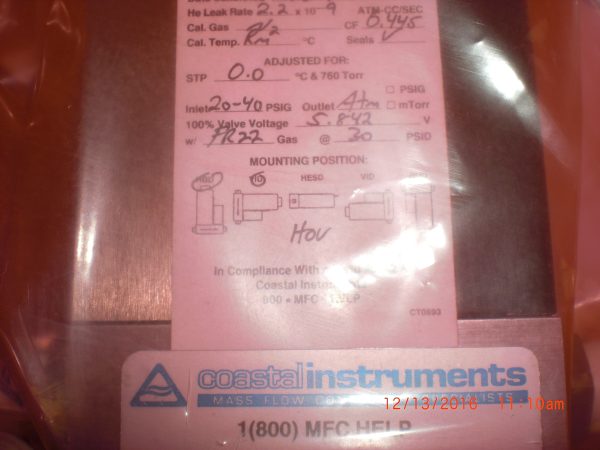 He Leak Rate 2.2 x 10 -9 ATM-CC/SEC
Cal. Gas N2 CF 0.445
Cal. Temp. Rm °C Seals ✓
ADJUSTED FOR:
STP 0.0 °C & 760 Torr
PSIG
Inlet 20-40 PSIG Outlet Atm mTorr
100% Valve Voltage 5.842 V
w/ FR22 Gas @ 30 PSID
MOUNTING POSITION:
HESD VID
HOV
In Compliance With
Coastal
800 • MFC • HELP
CT0693
coastalinstruments
MASS FLOW
1(800) MFC HELP
12/13/2016 11:10am